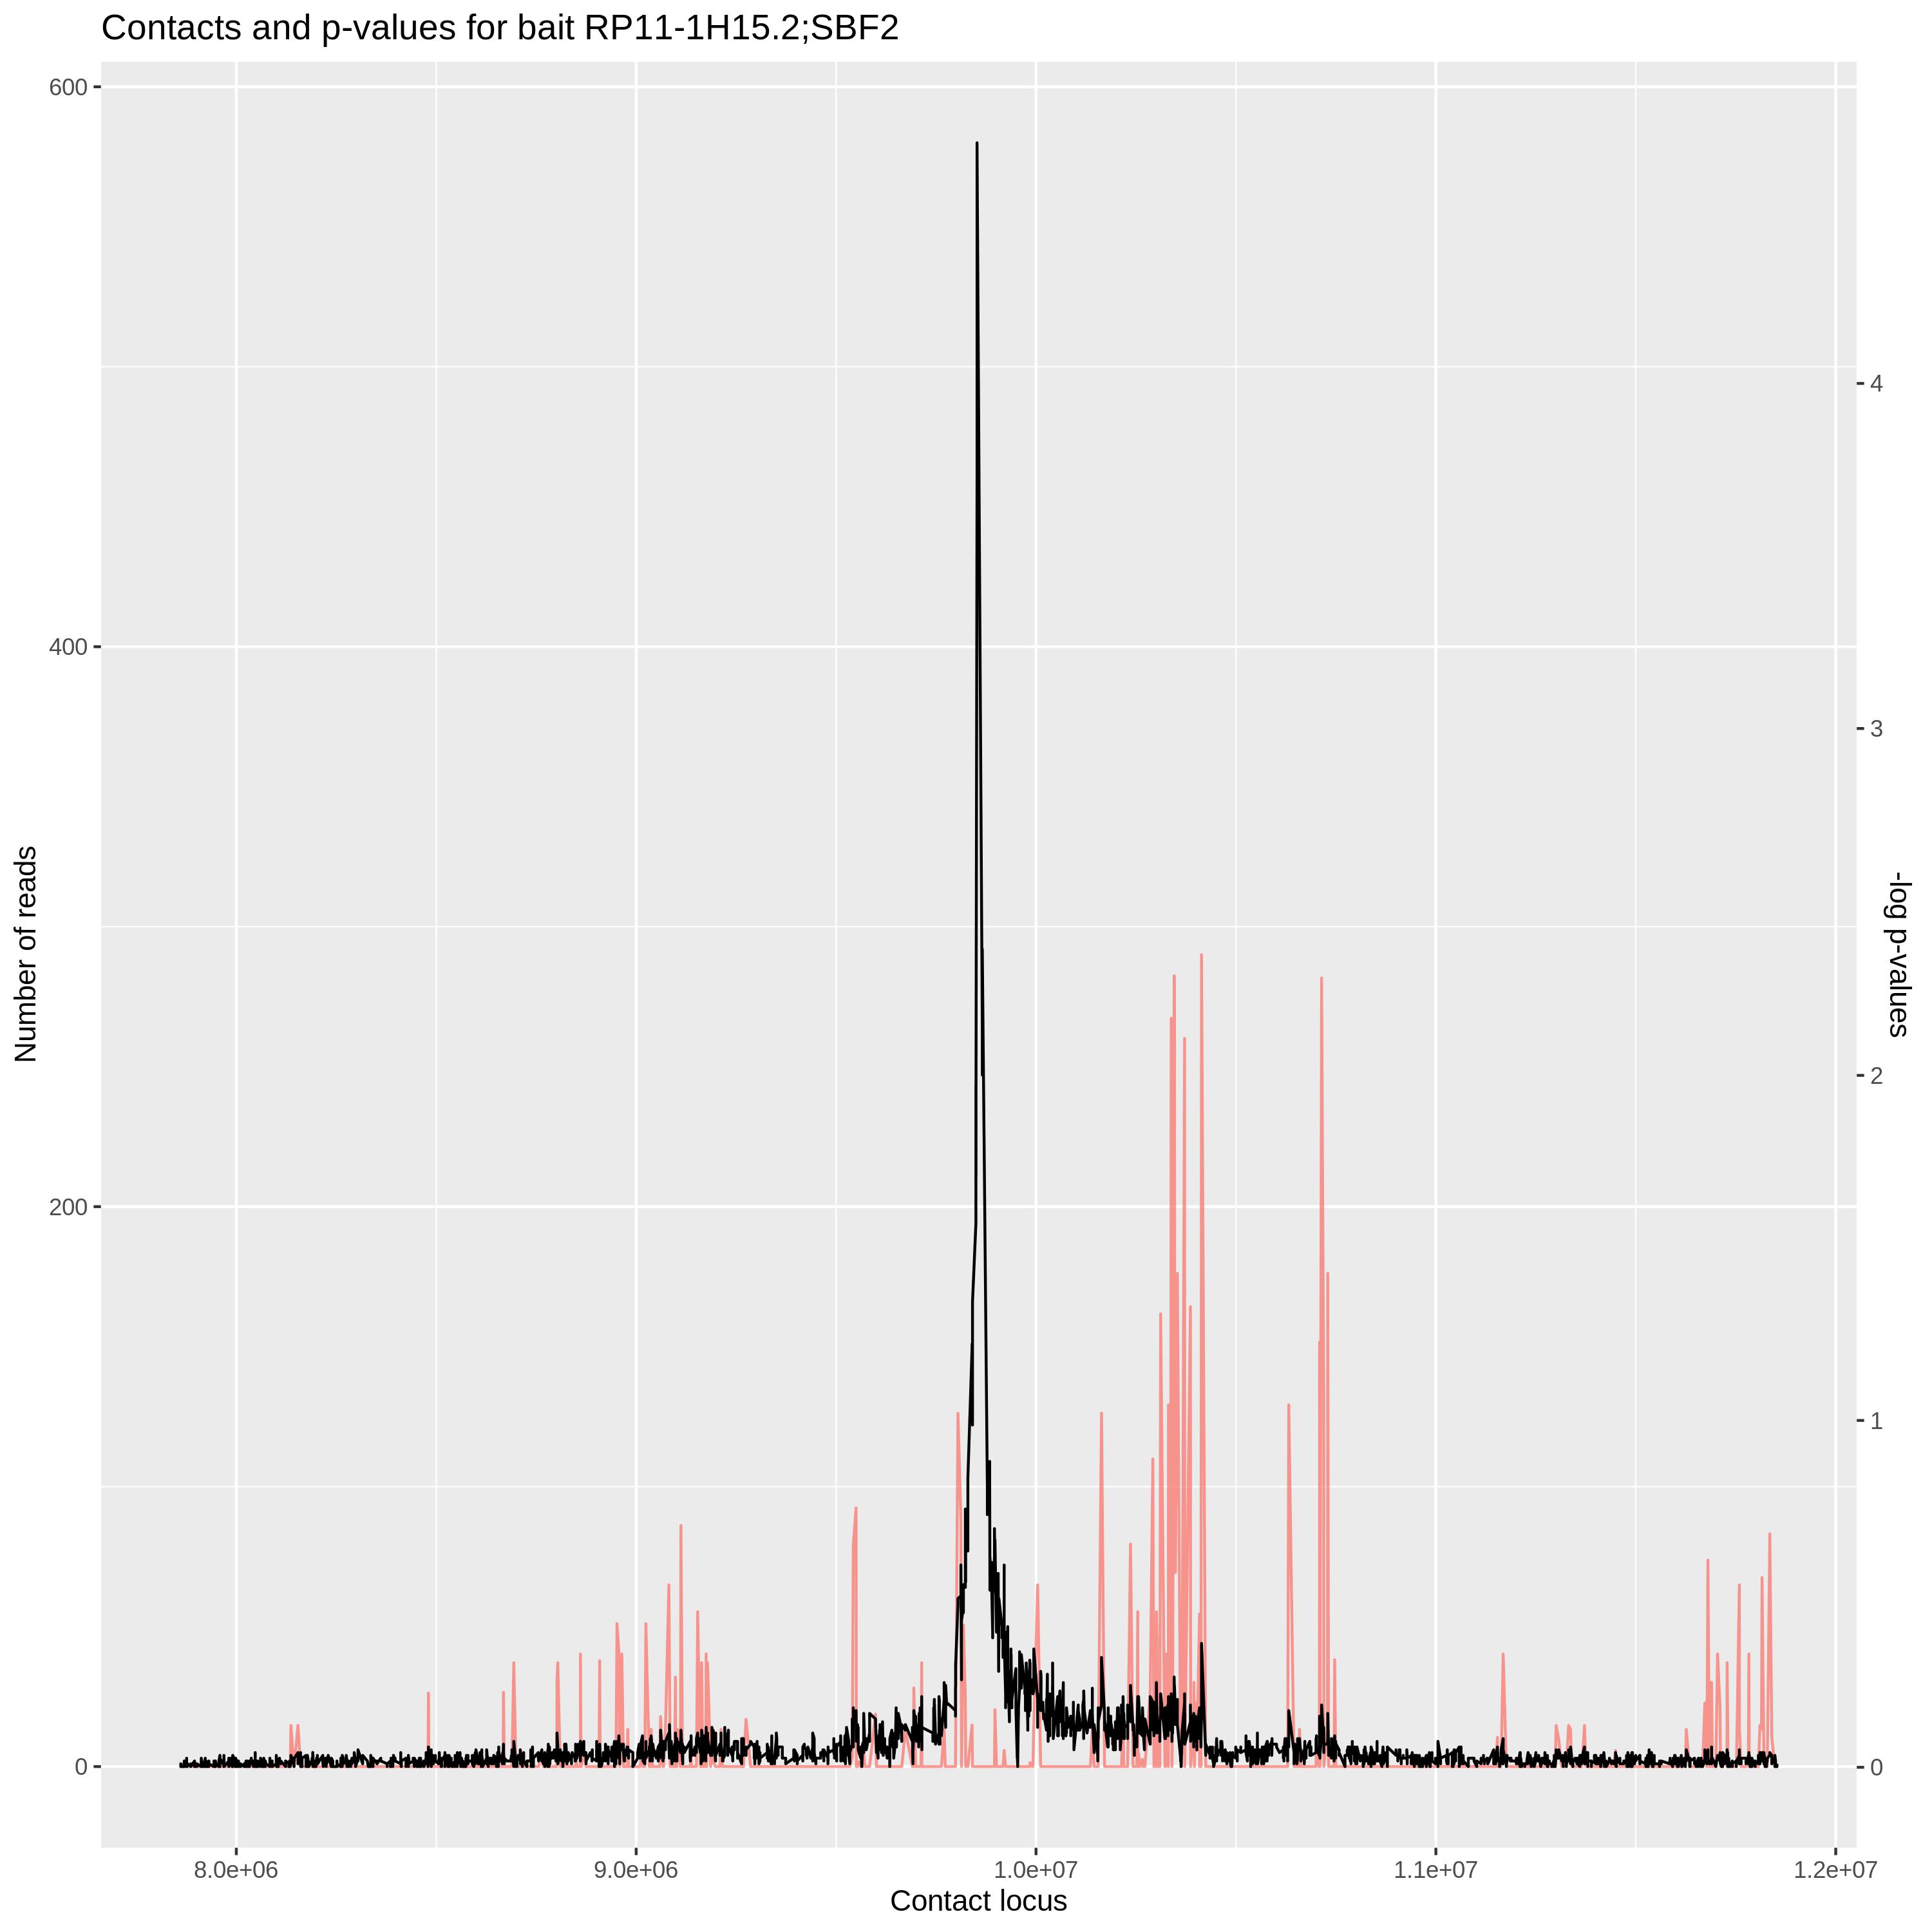 Contacts and p-values for bait RP11-1H15.2;SBF2
600
400
200
0
Number of reads
4
3
2
1
0
-log p-values
8.0e+06
9.0e+06
1.0e+07
1.1e+07
1.2e+07
Contact locus